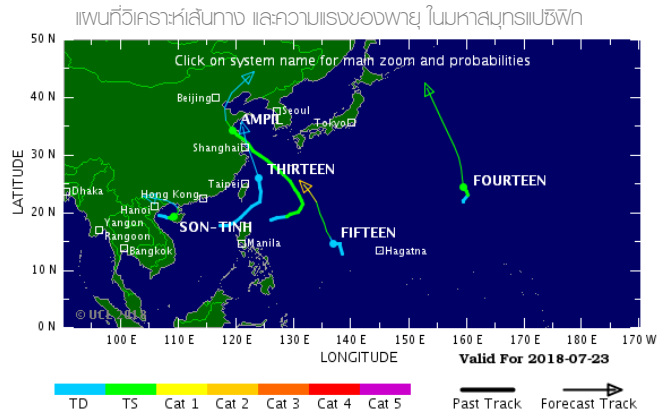 แผนที่วิเคราะห์เส้นทาง และความแรงของพายุ ในมหาสมุทรแปซิฟิก
50 N
Click on system name for main zoom and probabilities
Beijing
Seoul
40 N
AMPIL
Tokyo
Shanghai
30 N
THIRTEEN
FOURTEEN
Dhaka
Taipei
Hong Kong
Hanoi
20 N
SON-TINH
Yangon
Rangoon
FIFTEEN
Manila
Hagatna
Bangkok
10 N
© UCL 2018
0 N
LATITUDE
100 E 110 E 120 E 130 E 140 E 150 E 160 E 170 W
LONGITUDE
Valid For 2018-07-23
TD TS Cat 1 Cat 2 Cat 3 Cat 4 Cat 5
Past Track Forecast Track